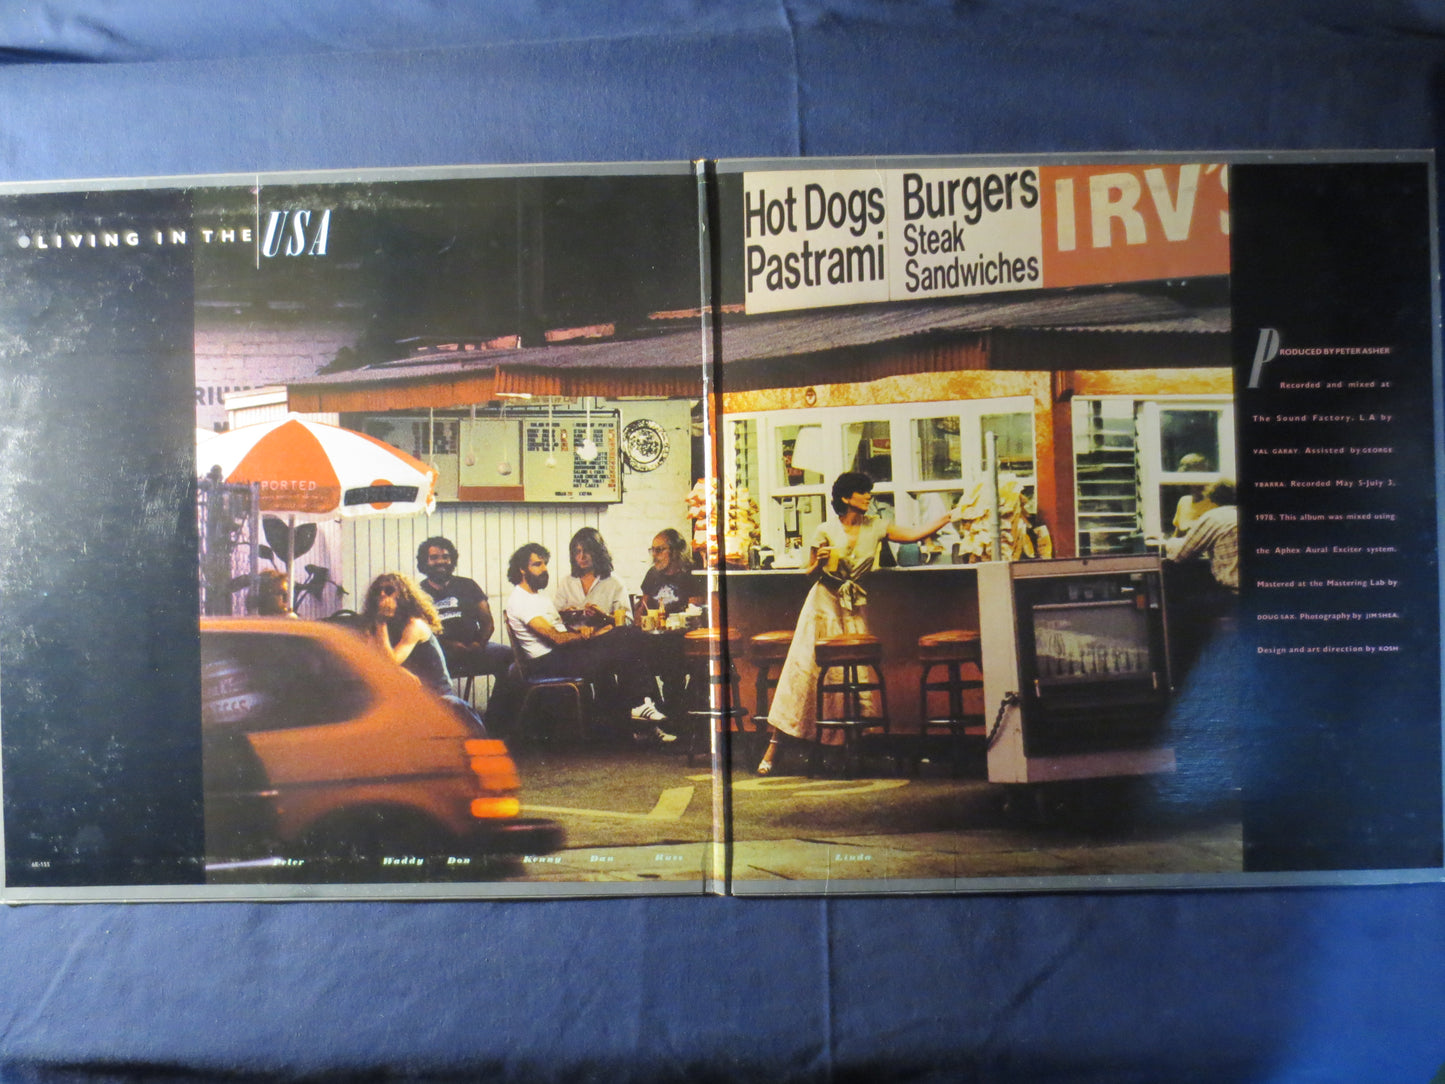 LIVING IN THE USA
Hot Dogs
Pastrami
Burgers
Steak
Sandwiches
IRV'S
RIUM
PORTED
PRODUCED BY PETER ASHER
Recorded and mixed at
The Sound Factory, L.A by
VAL GARAY. Assisted by GEORGE
YBARRA. Recorded May 5-July 3,
1978. This album was mixed using
the Aphex Aural Exciter system.
Mastered at the Mastering Lab by
DOUG SAX. Photography by JIM SHEA.
Design and art direction by KOSH
6E-155
Peter Waddy Don Kenny Dan Russ Linda